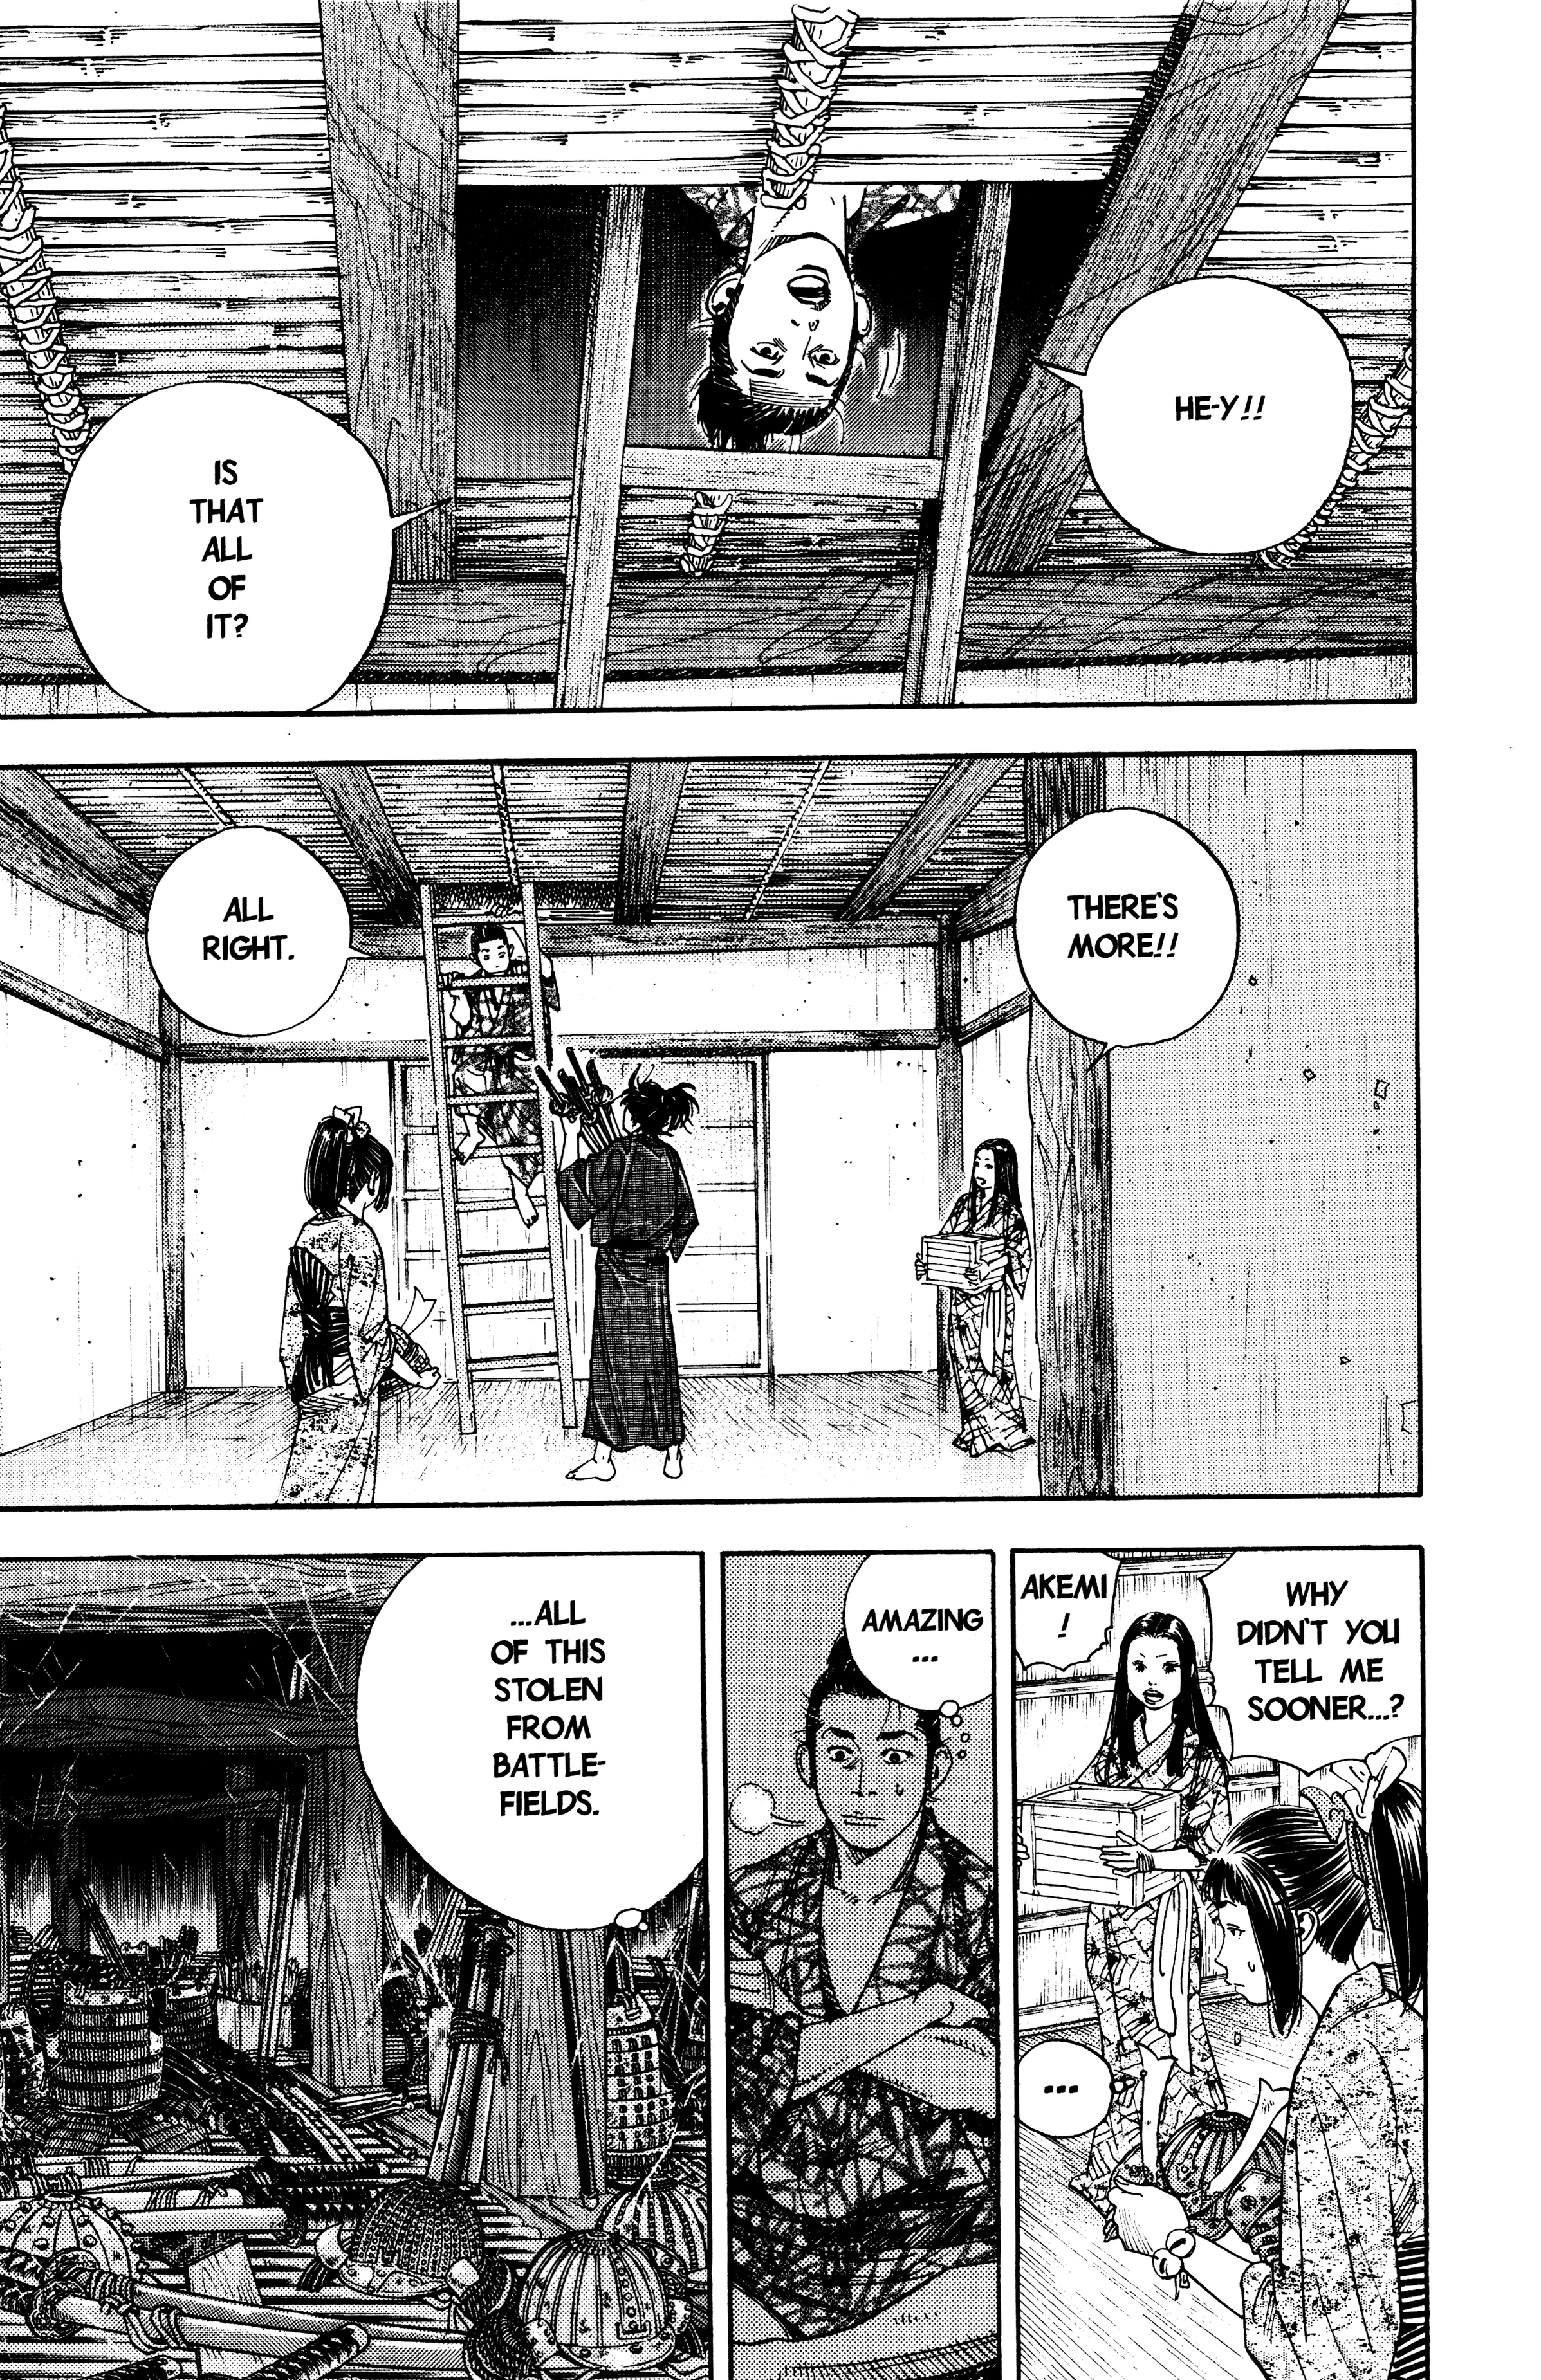 HE-Y!!
IS
THAT
ALL
OF
IT?
THERE'S
MORE!!
ALL
RIGHT.
WHY
DIDN'T YOU
TELL ME
SOONER...?
AKEMI
!
...
AMAZING
...
...ALL
OF THIS
STOLEN
FROM
BATTLE-
FIELDS.